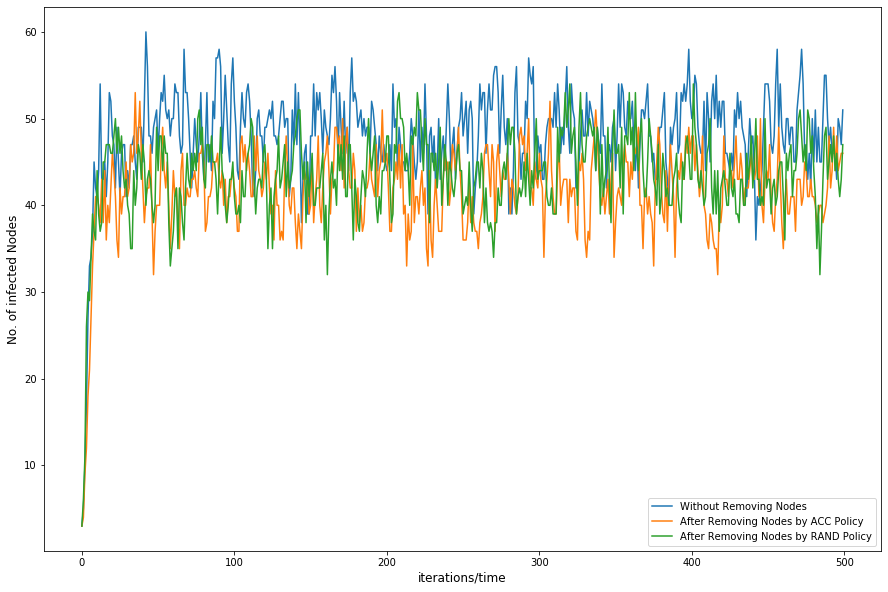 60
50
40
30
20
10
No. of infected Nodes
0
100
200
300
400
500
iterations/time
Without Removing Nodes
After Removing Nodes by ACC Policy
After Removing Nodes by RAND Policy